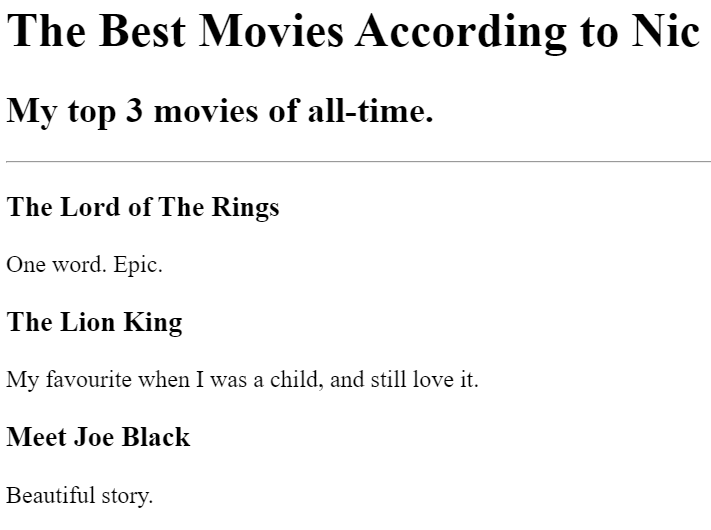 The Best Movies According to Nic
My top 3 movies of all-time.
The Lord of The Rings
One word. Epic.
The Lion King
My favourite when I was a child, and still love it.
Meet Joe Black
Beautiful story.